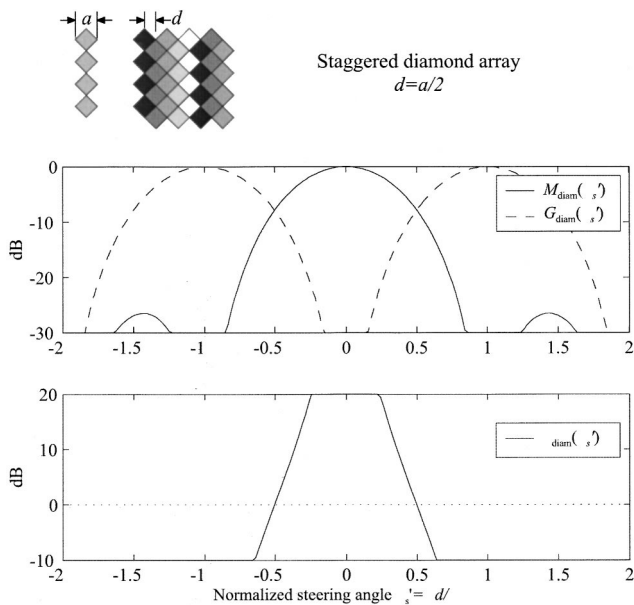 a d
Staggered diamond array
d=a/2
0
-10
-20
-30
dB
M diam( s')
G diam( s')
-2 -1.5 -1 -0.5 0 0.5 1 1.5 2
20
10
0
-10
dB
diam( s')
-2 -1.5 -1 -0.5 0 0.5 1 1.5 2
Normalized steering angle s'= d/